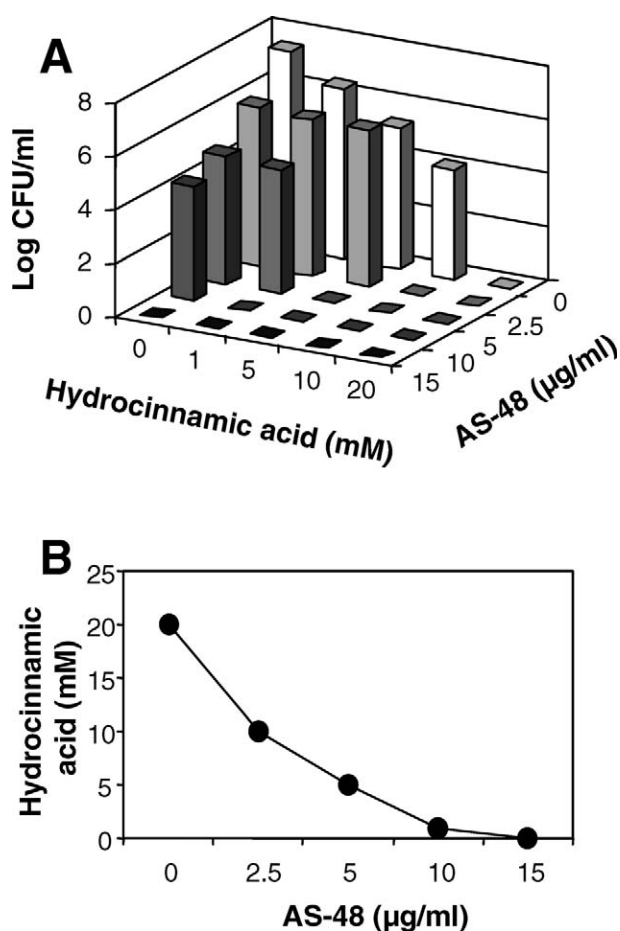 A
Log CFU/ml
8
6
4
2
0
0
1
5
10
20
Hydrocinnamic acid (mM)
15
10
5
2.5
0
AS-48 (µg/ml)
B
Hydrocinnamic
acid (mM)
25
20
15
10
5
0
0 2.5 5 10 15
AS-48 (µg/ml)